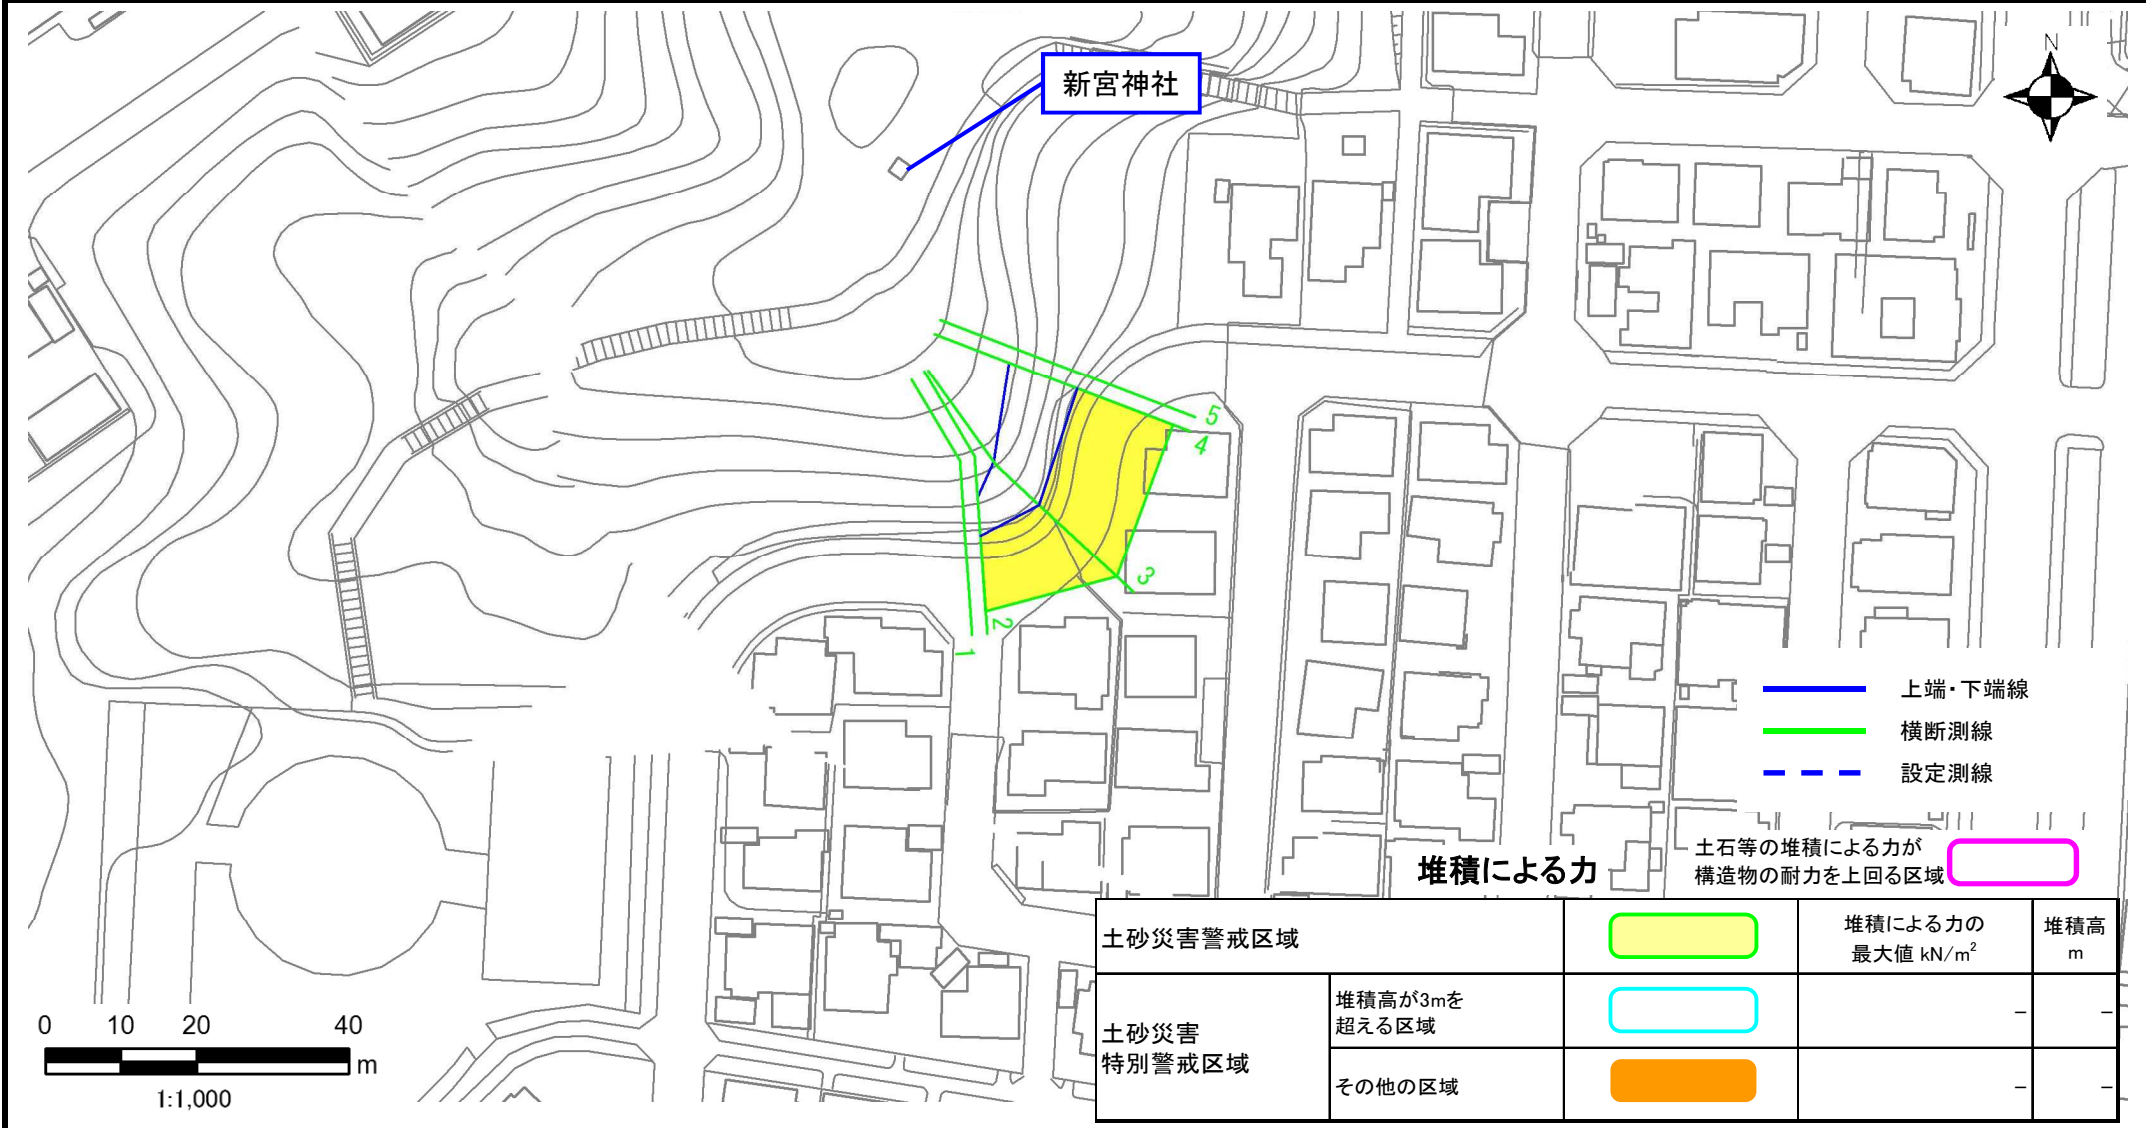 新宮神社
N
5
4
3
2
1
上端・下端線
横断測線
設定測線
堆積による力
土石等の堆積による力が
構造物の耐力を上回る区域
土砂災害警戒区域
堆積による力の
最大値 kN/m²
堆積高
m
土砂災害
特別警戒区域
堆積高が3mを
超える区域
－
－
その他の区域
－
－
0 10 20 40
m
1:1,000